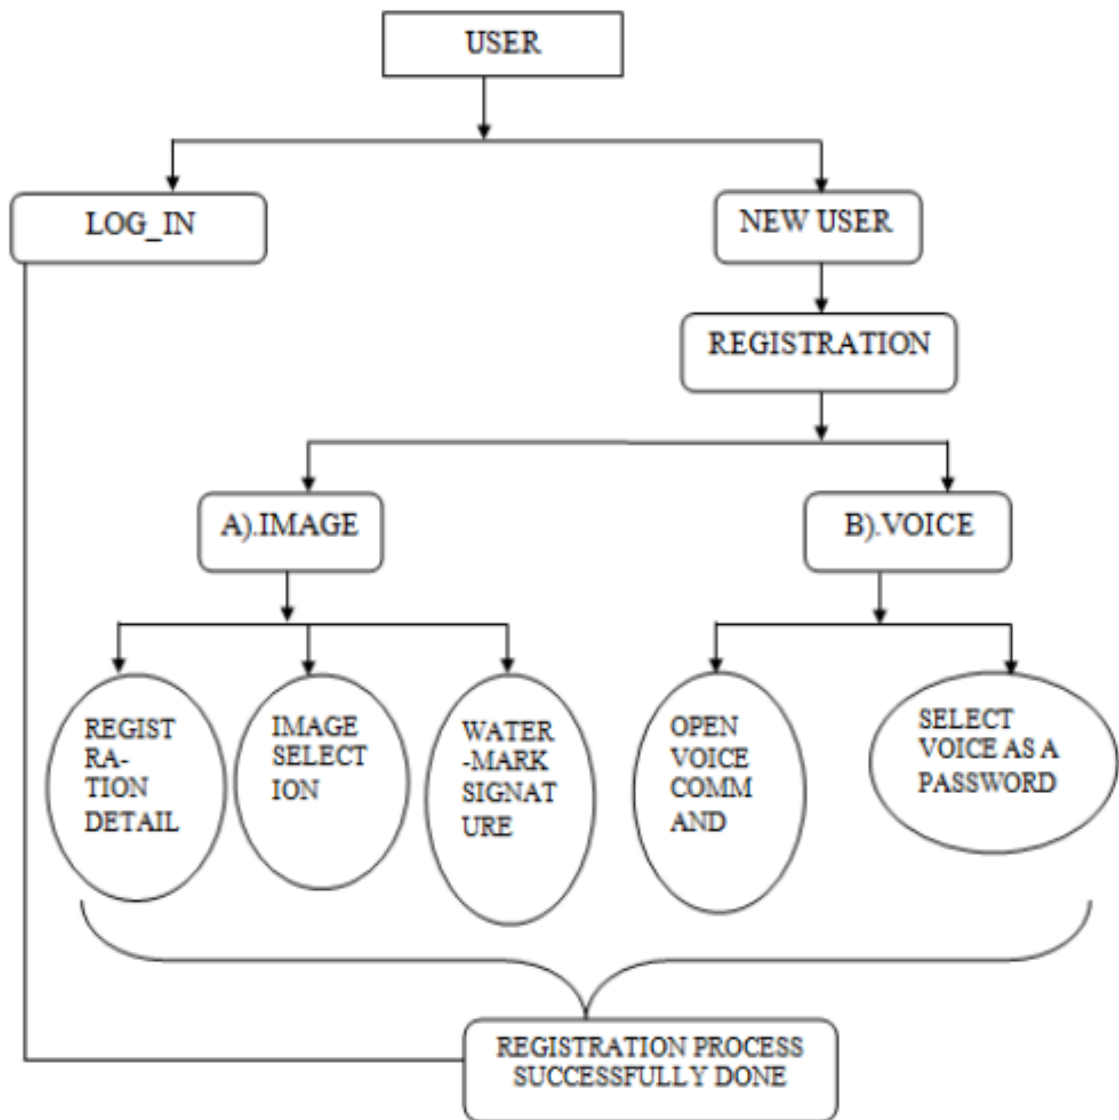 USER
LOG_IN
NEW USER
REGISTRATION
A).IMAGE
B).VOICE
REGIST
RA-
TION
DETAIL
IMAGE
SELECT
ION
WATER
-MARK
SIGNAT
URE
OPEN
VOICE
COMM
AND
SELECT
VOICE AS A
PASSWORD
REGISTRATION PROCESS
SUCCESSFULLY DONE